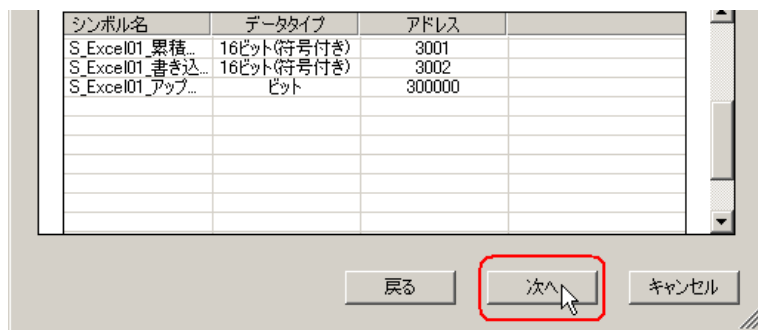 シンボル名 データタイプ アドレス
S_Excel01_累積... 16ビット(符号付き) 3001
S_Excel01_書き込... 16ビット(符号付き) 3002
S_Excel01_アップ... ビット 300000
戻る 次へ キャンセル